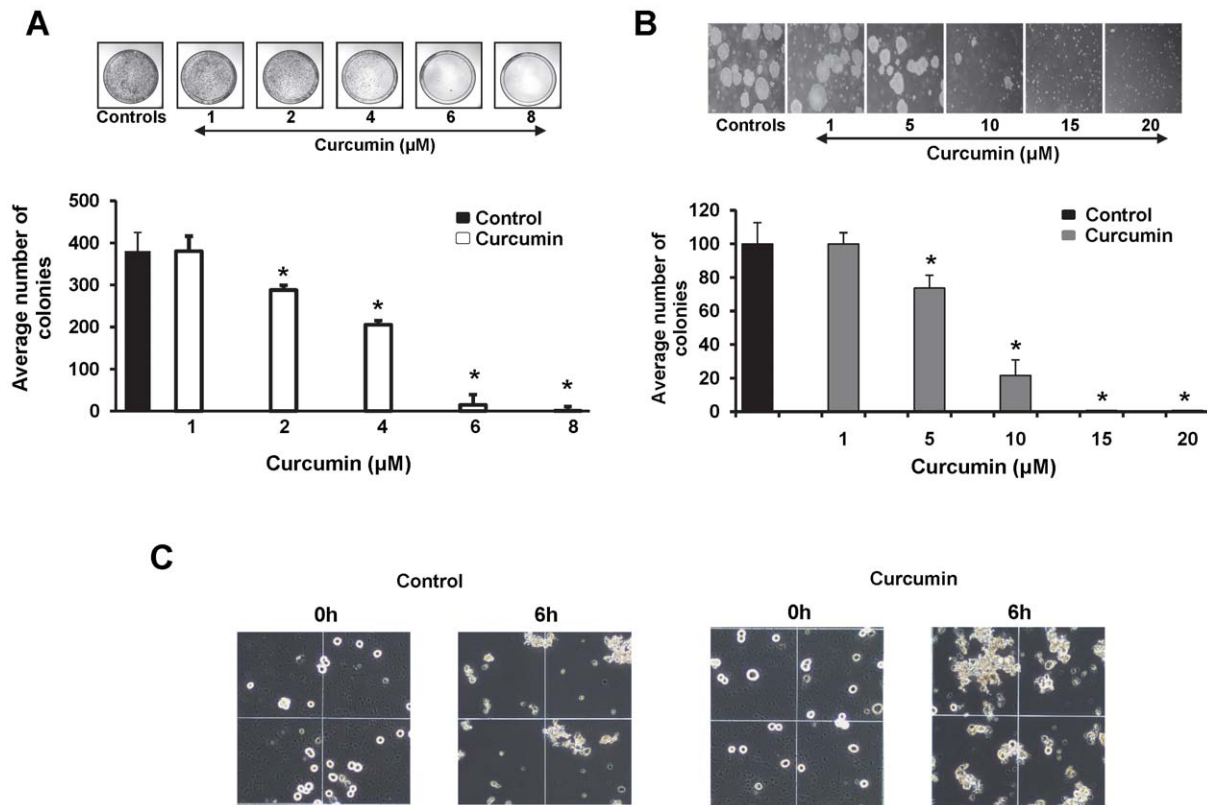 A
Controls 1 2 4 6 8
Curcumin (µM)
500
400
300
200
100
0
Average number of
colonies
Control
Curcumin
* * * *
1 2 4 6 8
Curcumin (µM)
B
Controls 1 5 10 15 20
Curcumin (µM)
120
100
80
60
40
20
0
Average number of
colonies
Control
Curcumin
* * * *
1 5 10 15 20
Curcumin (µM)
C
Control
0h 6h
Curcumin
0h 6h